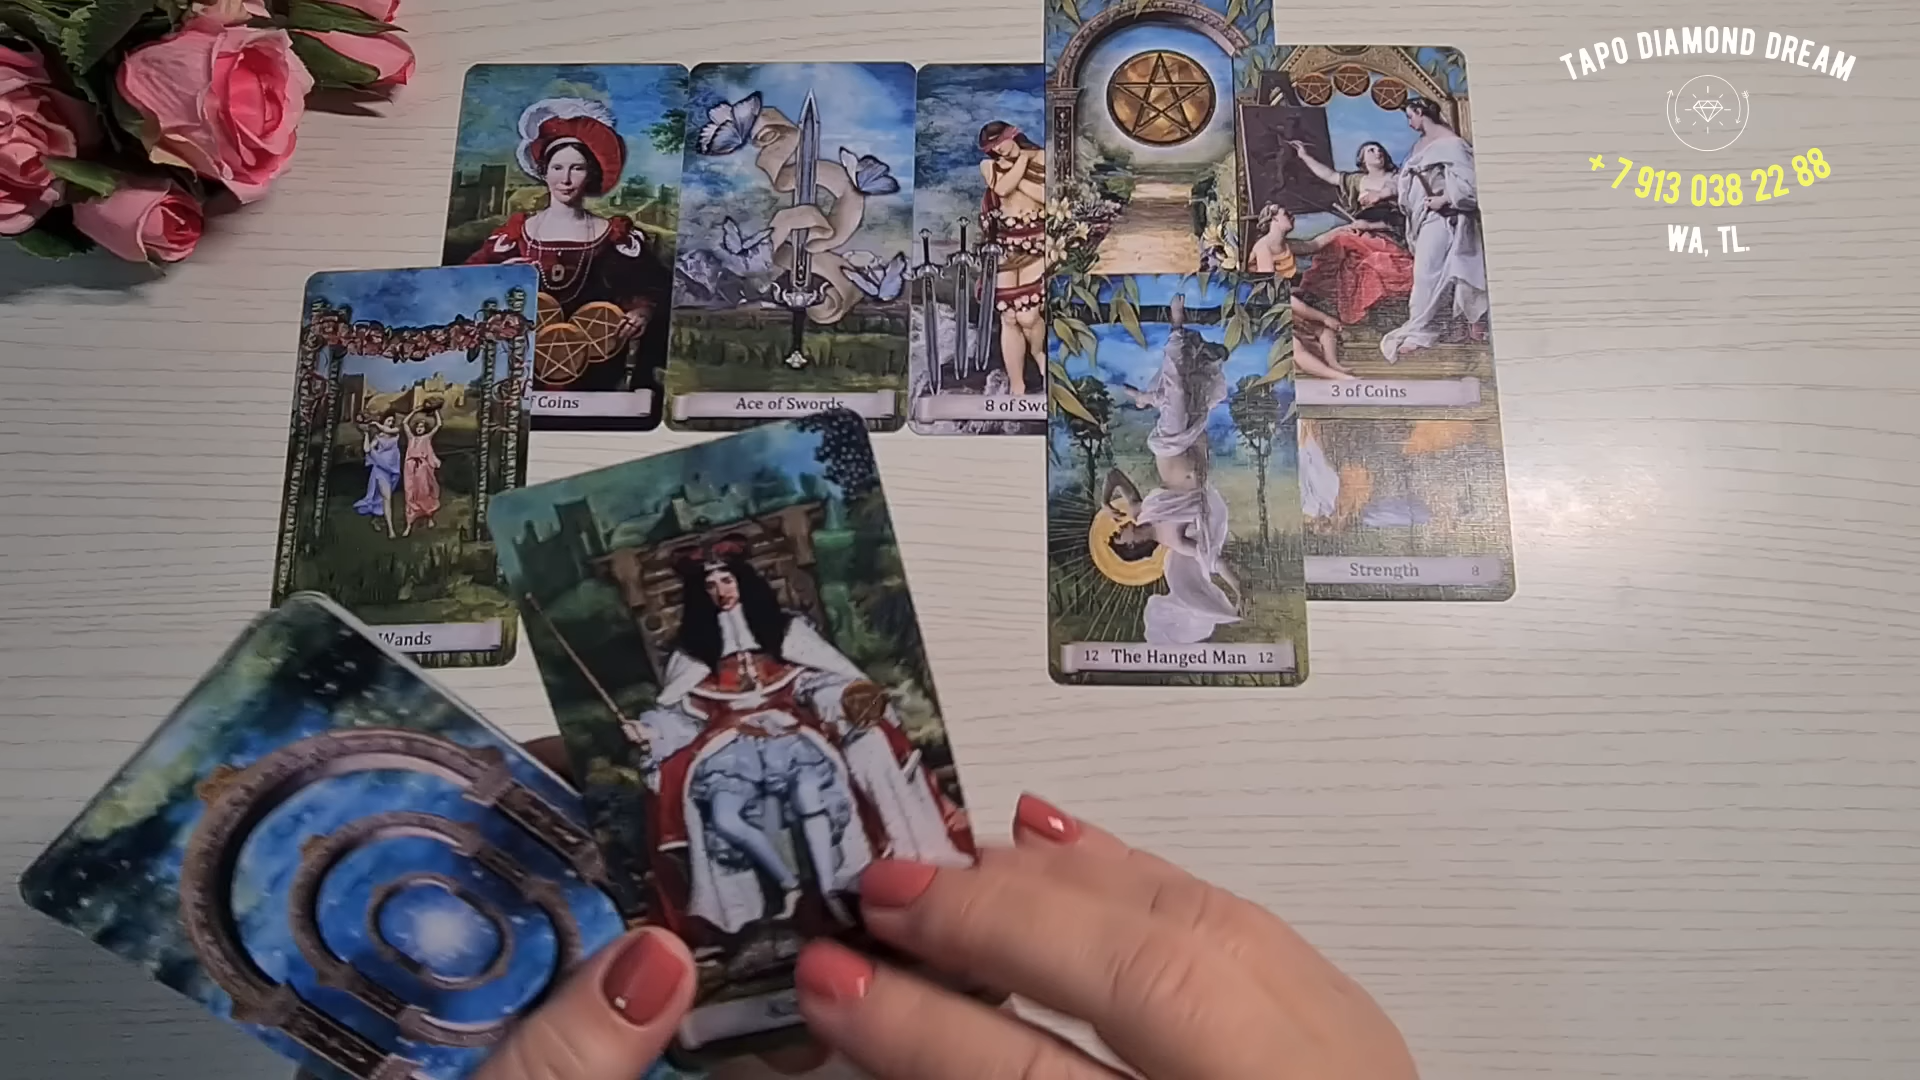 TAPO DIAMOND DREAM
+ 7 913 038 22 88
WA, TL.
f Coins
Ace of Swords
8 of Swo
3 of Coins
Strength 8
Wands
12 The Hanged Man 12